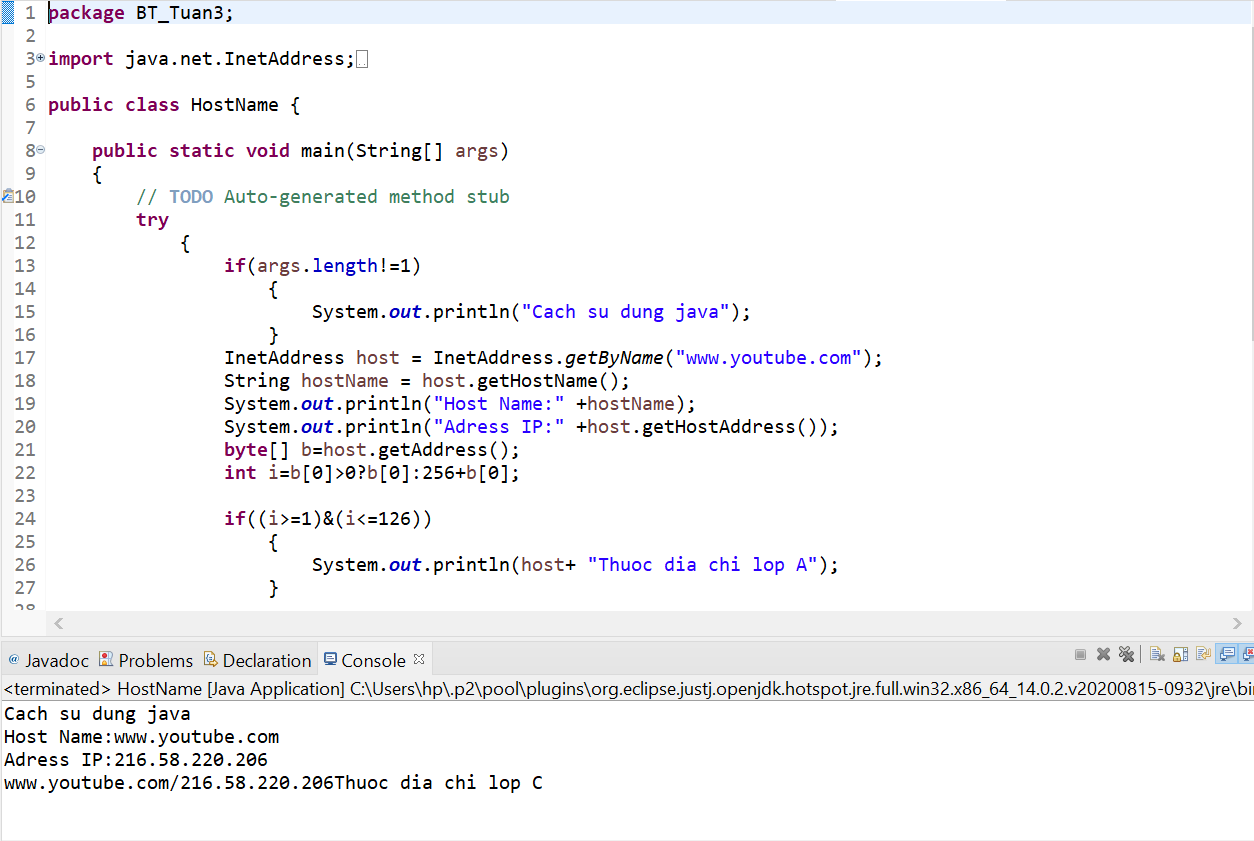 1 package BT_Tuan3;
2
3 import java.net.InetAddress;
5
6 public class HostName {
7
8 public static void main(String[] args)
9 {
10 // TODO Auto-generated method stub
11 try
12 {
13 if(args.length!=1)
14 {
15 System.out.println("Cach su dung java");
16 }
17 InetAddress host = InetAddress.getByName("www.youtube.com");
18 String hostName = host.getHostName();
19 System.out.println("Host Name:" +hostName);
20 System.out.println("Adress IP:" +host.getHostAddress());
21 byte[] b=host.getAddress();
22 int i=b[0]>0?b[0]:256+b[0];
23
24 if((i>=1)&(i<=126))
25 {
26 System.out.println(host+ "Thuoc dia chi lop A");
27 }
28
@ Javadoc Problems Declaration Console
<terminated> HostName [Java Application] C:\Users\hp\.p2\pool\plugins\org.eclipse.justj.openjdk.hotspot.jre.full.win32.x86_64_14.0.2.v20200815-0932\jre\bi
Cach su dung java
Host Name:www.youtube.com
Adress IP:216.58.220.206
www.youtube.com/216.58.220.206Thuoc dia chi lop C